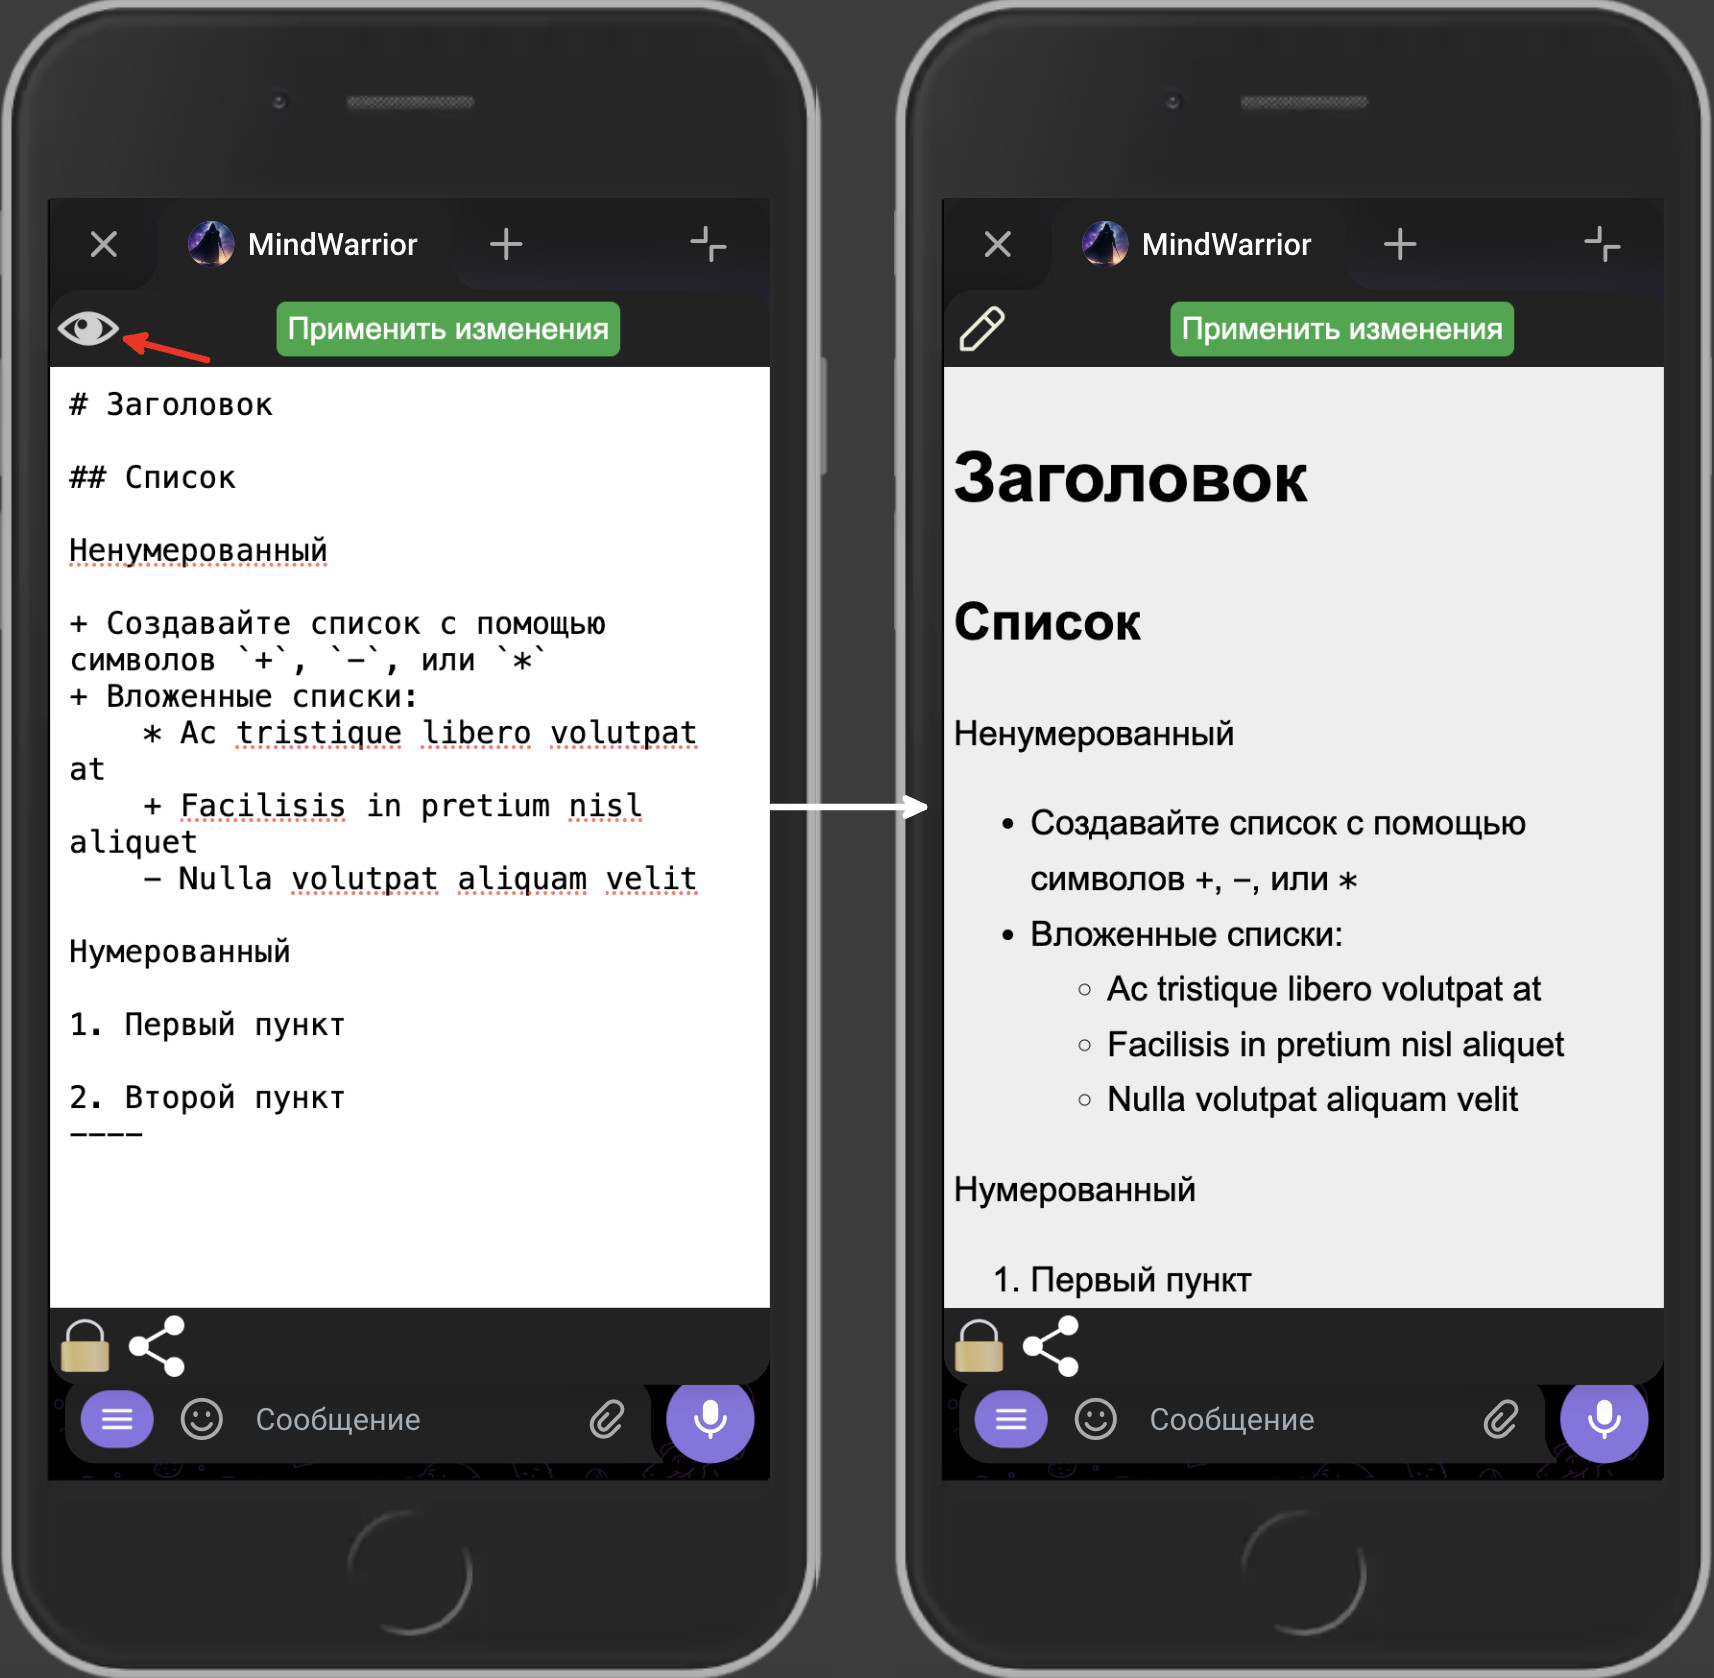 MindWarrior
Применить изменения
# Заголовок
## Список
Ненумерованный
+ Создавайте список с помощью
символов `+`, `-`, или `*`
+ Вложенные списки:
* Ac tristique libero volutpat
at
+ Facilisis in pretium nisl
aliquet
- Nulla volutpat aliquam velit
Нумерованный
1. Первый пункт
2. Второй пункт
----
Сообщение
MindWarrior
Применить изменения
Заголовок
Список
Ненумерованный
• Создавайте список с помощью
символов +, -, или *
• Вложенные списки:
◦ Ac tristique libero volutpat at
◦ Facilisis in pretium nisl aliquet
◦ Nulla volutpat aliquam velit
Нумерованный
1. Первый пункт
Сообщение